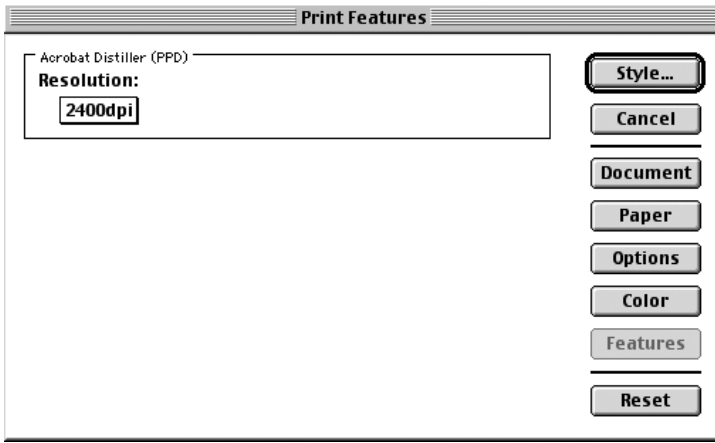 Print Features
Acrobat Distiller (PPD)
Resolution:
2400dpi
Style...
Cancel
Document
Paper
Options
Color
Features
Reset